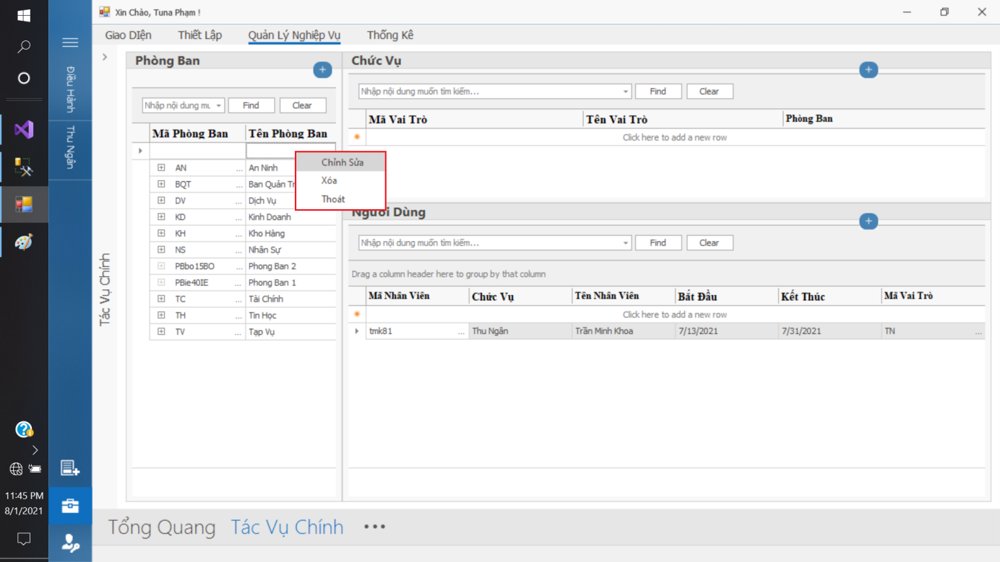 Xin Chào, Tuna Phạm !
Giao DIện Thiết Lập Quản Lý Nghiệp Vụ Thống Kê
Điều Hành
Thu Ngân
Tác Vụ Chính
Phòng Ban
Nhập nội dung mu Find Clear
Mã Phòng Ban Tên Phòng Ban
AN ... An Ninh
BQT ... Ban Quản Tr
DV ... Dịch Vụ
KD ... Kinh Doanh
KH ... Kho Hàng
NS ... Nhân Sự
PBbo15BO ... Phong Ban 2
PBie40IE ... Phong Ban 1
TC ... Tài Chính
TH ... Tin Học
TV ... Tạp Vụ
Chỉnh Sửa
Xóa
Thoát
Chức Vụ
Nhập nội dung muốn tìm kiếm... Find Clear
Mã Vai Trò Tên Vai Trò Phòng Ban
Click here to add a new row
Người Dùng
Nhập nội dung muốn tìm kiếm... Find Clear
Drag a column header here to group by that column
Mã Nhân Viên Chức Vụ Tên Nhân Viên Bắt Đầu Kết Thúc Mã Vai Trò
Click here to add a new row
tmk81 ... Thu Ngân Trần Minh Khoa 7/13/2021 7/31/2021 TN ...
11:45 PM
8/1/2021
Tổng Quang Tác Vụ Chính •••